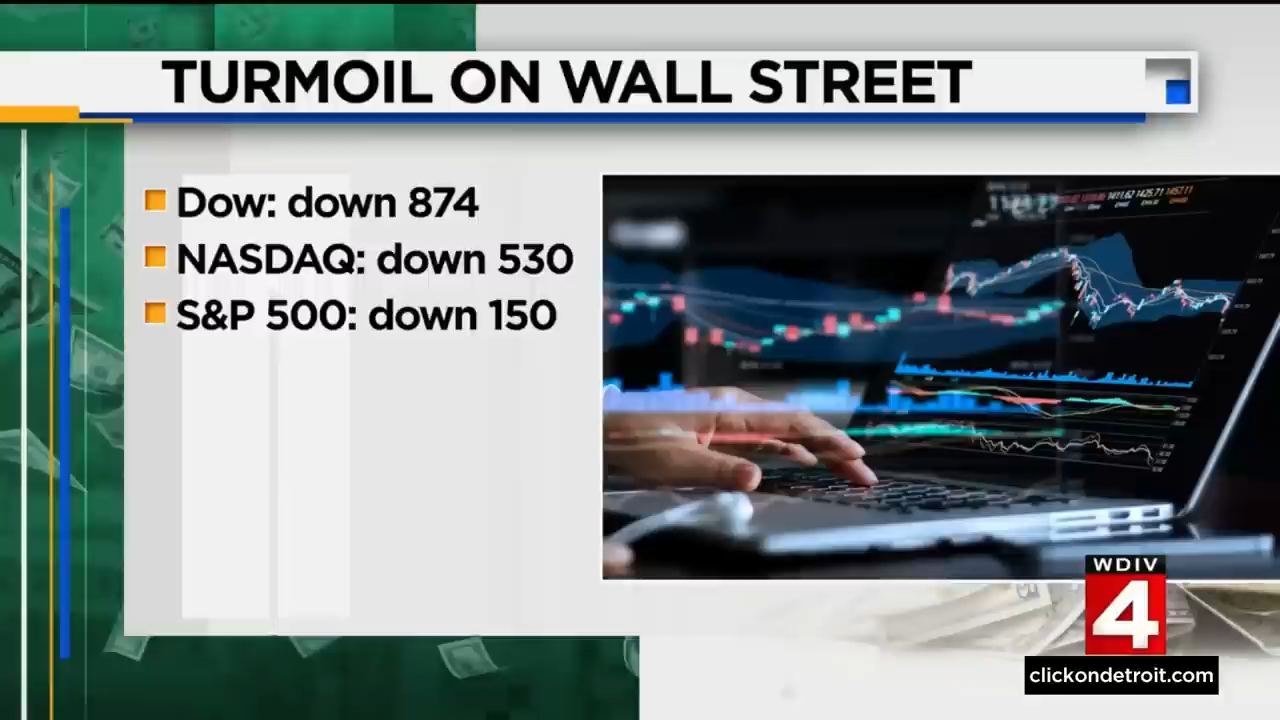 TURMOIL ON WALL STREET
Dow: down 874
NASDAQ: down 530
S&P 500: down 150
WDIV
4
clickondetroit.com